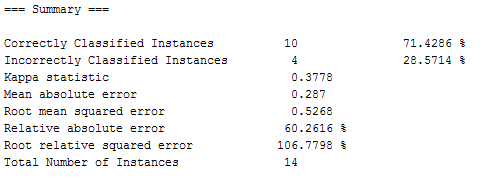 === Summary ===
Correctly Classified Instances 10 71.4286 %
Incorrectly Classified Instances 4 28.5714 %
Kappa statistic 0.3778
Mean absolute error 0.287
Root mean squared error 0.5268
Relative absolute error 60.2616 %
Root relative squared error 106.7798 %
Total Number of Instances 14